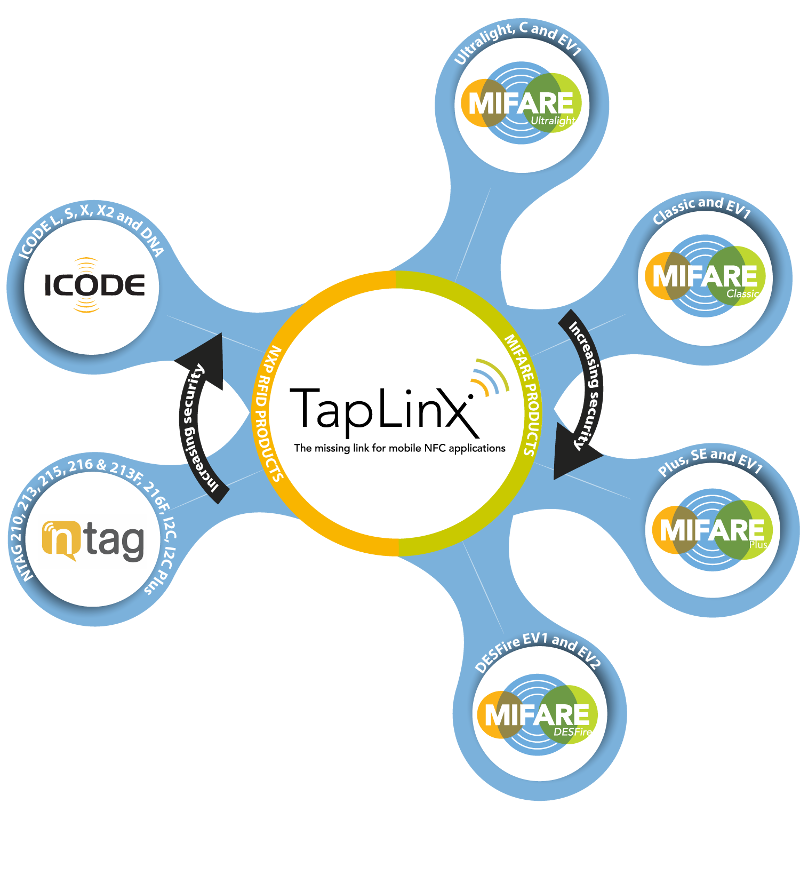 Ultralight, C and EV1
MIFARE
Ultralight
Classic and EV1
MIFARE
Classic
ICODE L, S, X, X2 and DNA
ICODE
Increasing security
Increasing security
NXP RFID PRODUCTS
MIFARE PRODUCTS
TapLinX
The missing link for mobile NFC applications
NTAG 210, 213, 215, 216 & 213F, 216F, I2C, I2C Plus
ntag
Plus, SE and EV1
MIFARE
Plus
DESFire EV1 and EV2
MIFARE
DESFire